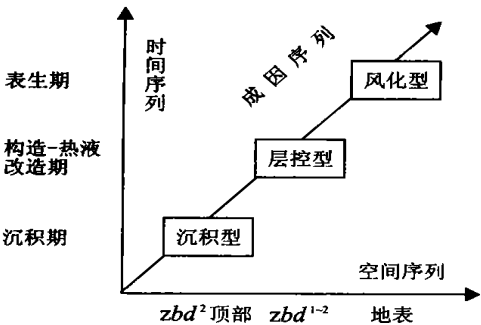 时间序列
成因序列
表生期
风化型
构造-热液
改造期
层控型
沉积期
沉积型
空间序列
zbd² 顶部 zbd¹⁻² 地表